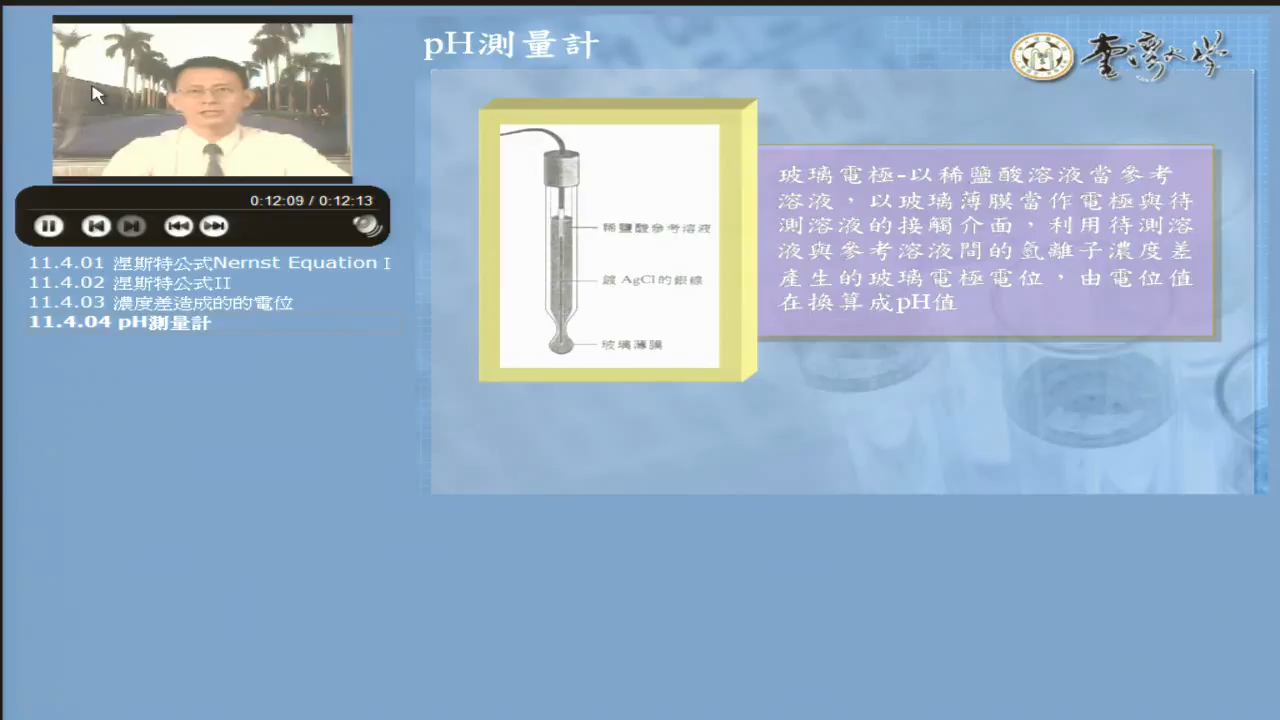 pH測量計
臺灣大學
0:12:09 / 0:12:13
11.4.01 涅斯特公式Nernst Equation I
11.4.02 涅斯特公式II
11.4.03 濃度差造成的的電位
11.4.04 pH測量計
稀鹽酸參考溶液
鍍 AgCl的銀線
玻璃薄膜
玻璃電極-以稀鹽酸溶液當參考
溶液，以玻璃薄膜當作電極與待
測溶液的接觸介面，利用待測溶
液與參考溶液間的氫離子濃度差
產生的玻璃電極電位，由電位值
在換算成pH值